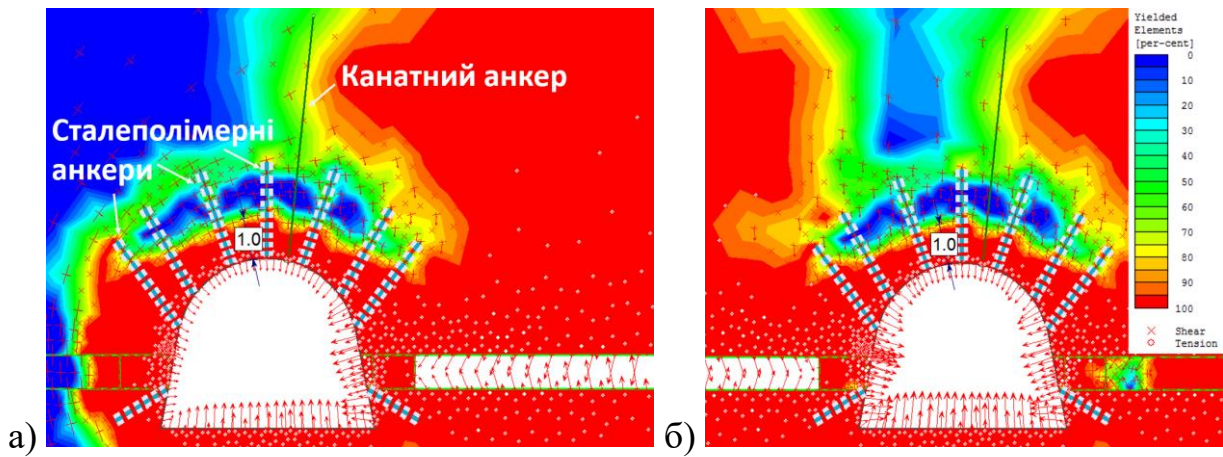 Канатний анкер
Сталеполімерні
анкери
1.0
а)
1.0
б)
Yielded
Elements
[per-cent]
0
10
20
30
40
50
60
70
80
90
100
Shear
Tension